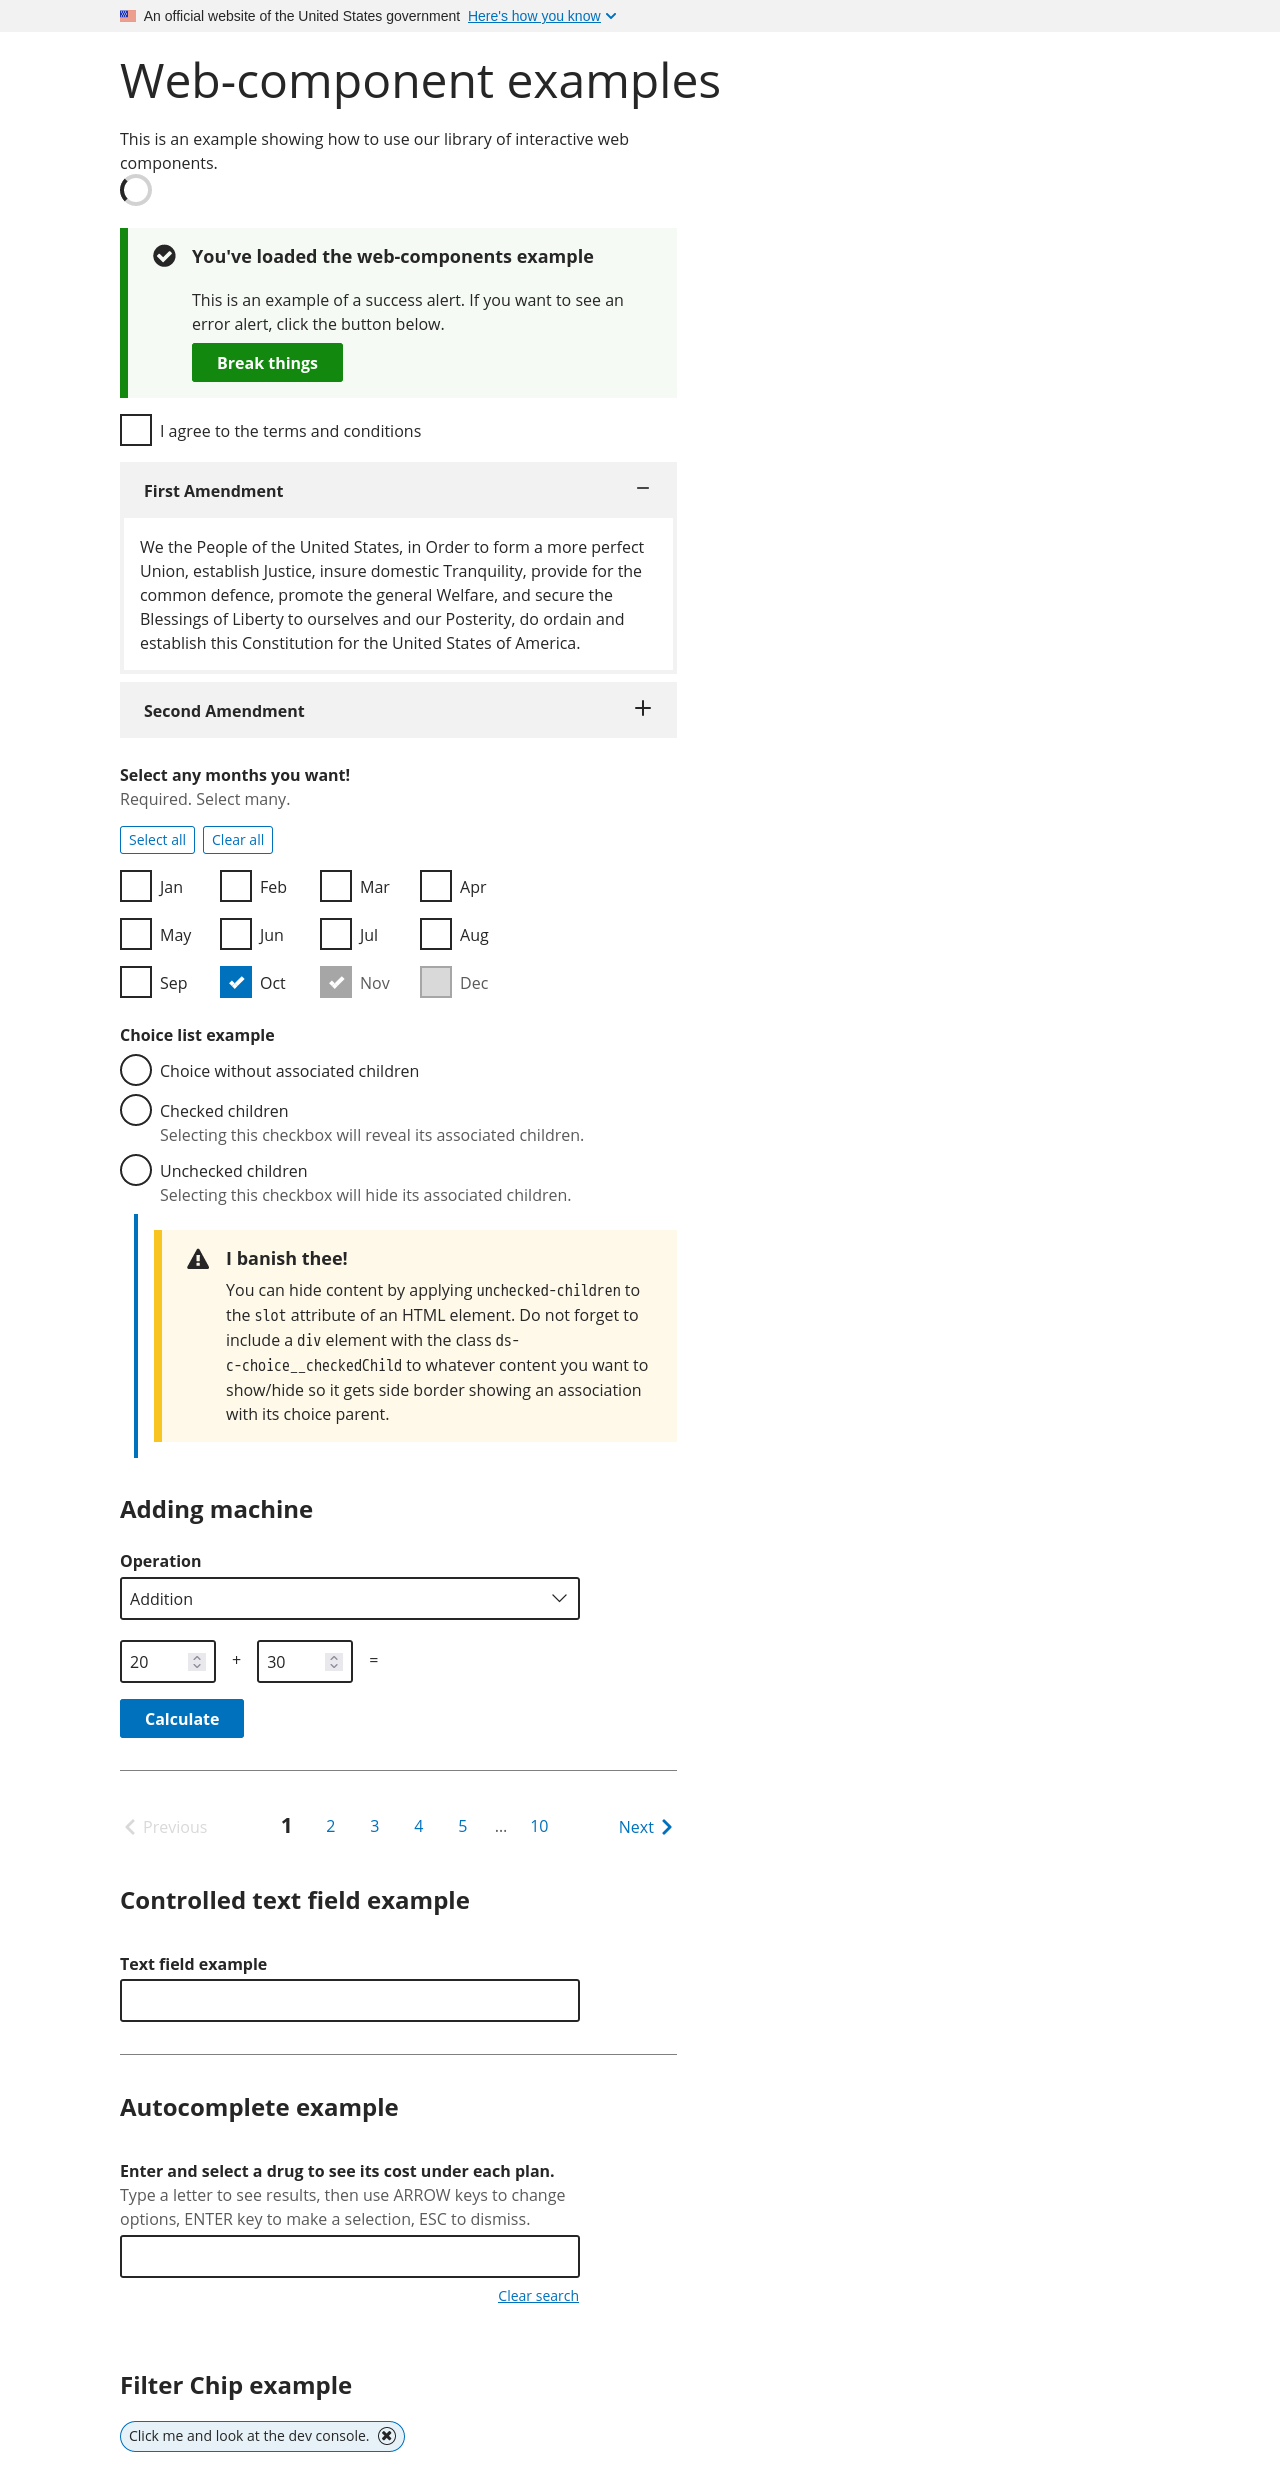 An official website of the United States government Here's how you know
Web-component examples
This is an example showing how to use our library of interactive web
components.
You've loaded the web-components example
This is an example of a success alert. If you want to see an
error alert, click the button below.
Break things
I agree to the terms and conditions
First Amendment
We the People of the United States, in Order to form a more perfect
Union, establish Justice, insure domestic Tranquility, provide for the
common defence, promote the general Welfare, and secure the
Blessings of Liberty to ourselves and our Posterity, do ordain and
establish this Constitution for the United States of America.
Second Amendment
Select any months you want!
Required. Select many.
Select all Clear all
Jan Feb Mar Apr
May Jun Jul Aug
Sep Oct Nov Dec
Choice list example
Choice without associated children
Checked children
Selecting this checkbox will reveal its associated children.
Unchecked children
Selecting this checkbox will hide its associated children.
I banish thee!
You can hide content by applying unchecked-children to
the slot attribute of an HTML element. Do not forget to
include a div element with the class ds-
c-choice__checkedChild to whatever content you want to
show/hide so it gets side border showing an association
with its choice parent.
Adding machine
Operation
Addition
20 + 30 =
Calculate
Previous 1 2 3 4 5 ... 10 Next
Controlled text field example
Text field example
Autocomplete example
Enter and select a drug to see its cost under each plan.
Type a letter to see results, then use ARROW keys to change
options, ENTER key to make a selection, ESC to dismiss.
Clear search
Filter Chip example
Click me and look at the dev console.